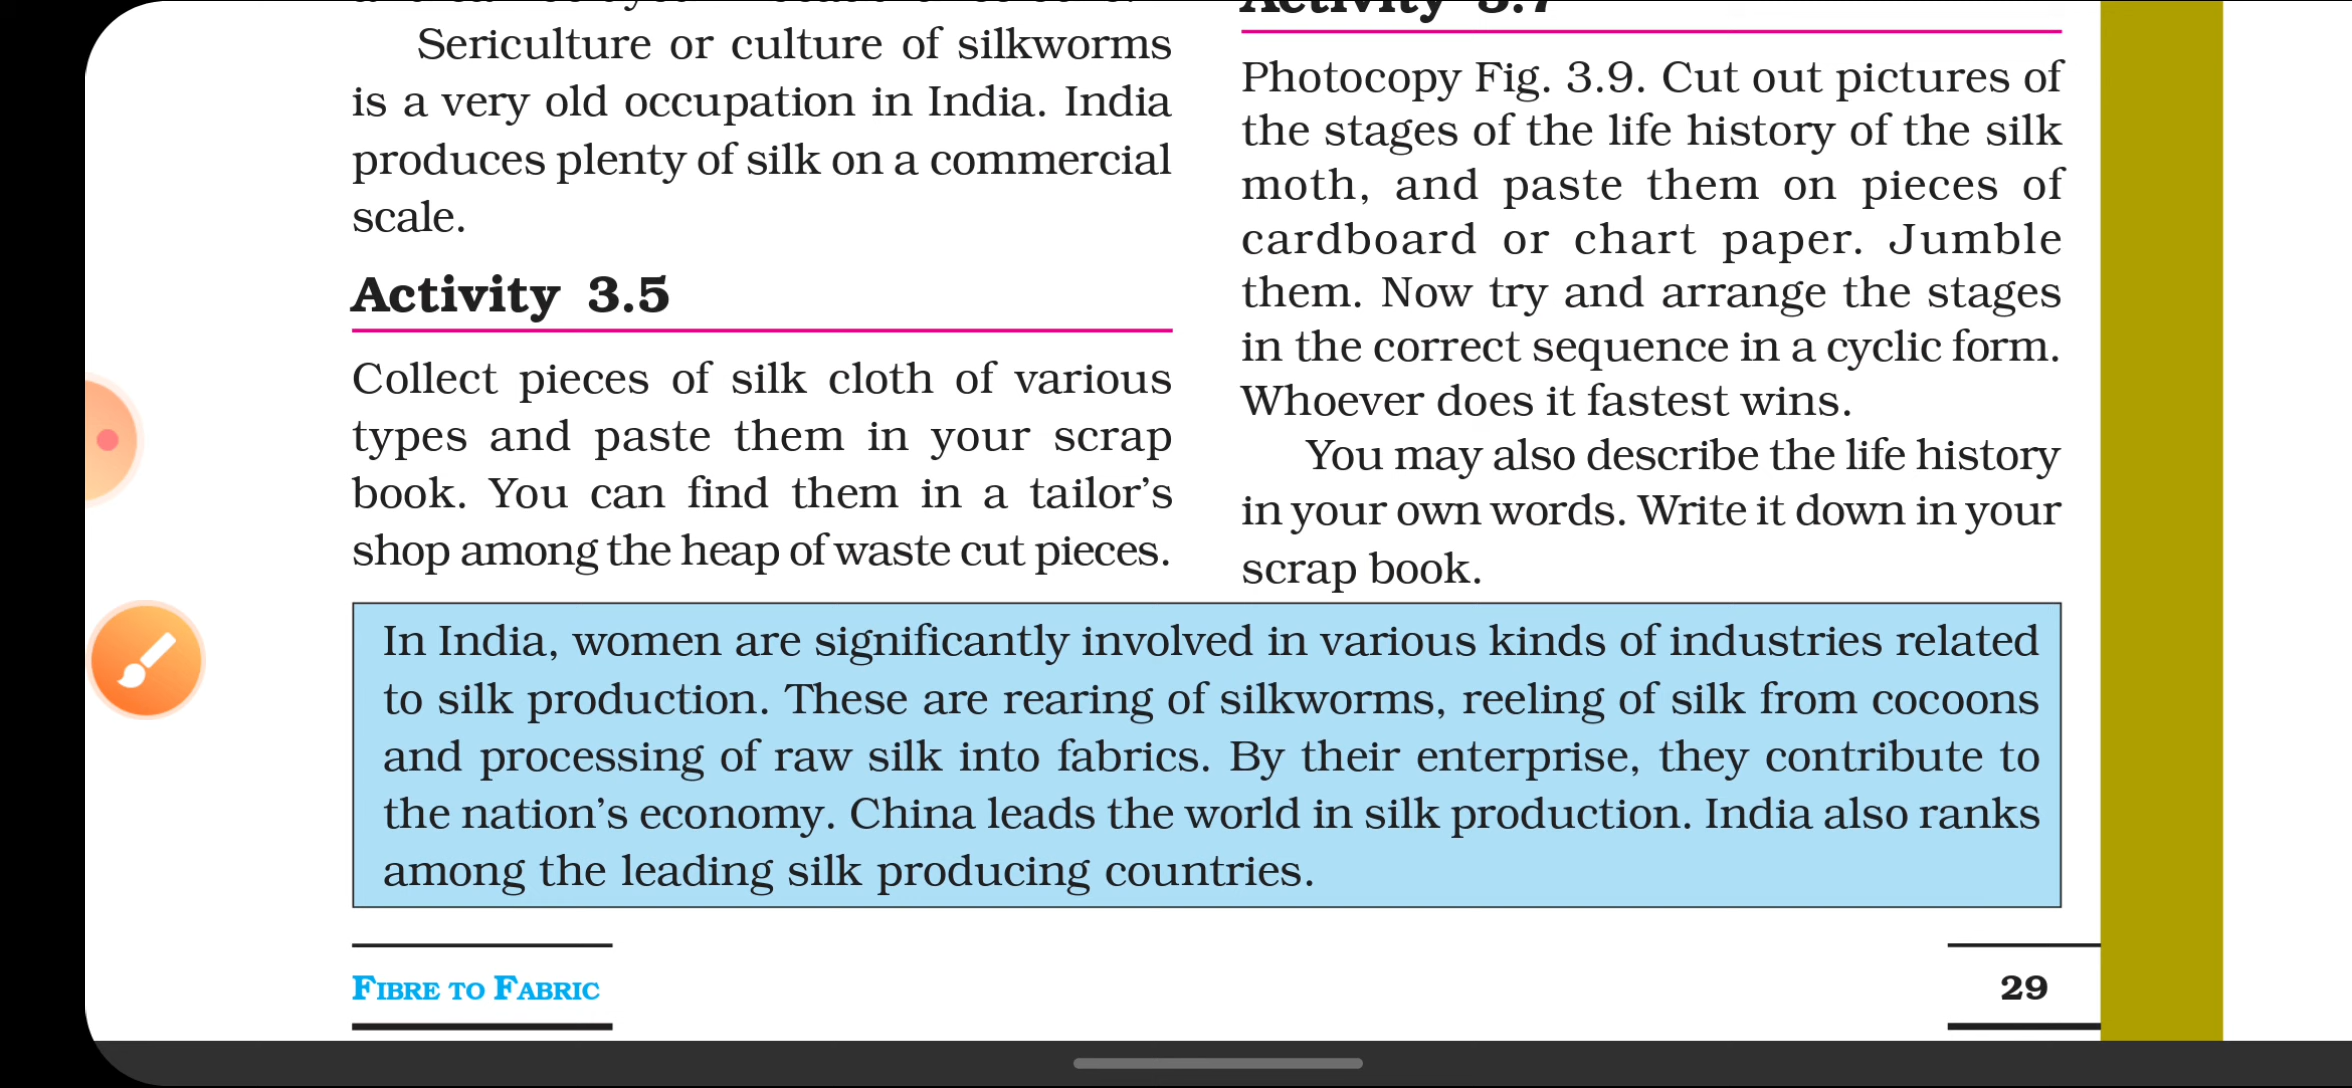 Sericulture or culture of silkworms
is a very old occupation in India. India
produces plenty of silk on a commercial
scale.
Activity 3.5
Collect pieces of silk cloth of various
types and paste them in your scrap
book. You can find them in a tailor’s
shop among the heap of waste cut pieces.
Activity 3.7
Photocopy Fig. 3.9. Cut out pictures of
the stages of the life history of the silk
moth, and paste them on pieces of
cardboard or chart paper. Jumble
them. Now try and arrange the stages
in the correct sequence in a cyclic form.
Whoever does it fastest wins.
You may also describe the life history
in your own words. Write it down in your
scrap book.
In India, women are significantly involved in various kinds of industries related
to silk production. These are rearing of silkworms, reeling of silk from cocoons
and processing of raw silk into fabrics. By their enterprise, they contribute to
the nation’s economy. China leads the world in silk production. India also ranks
among the leading silk producing countries.
FIBRE TO FABRIC
29